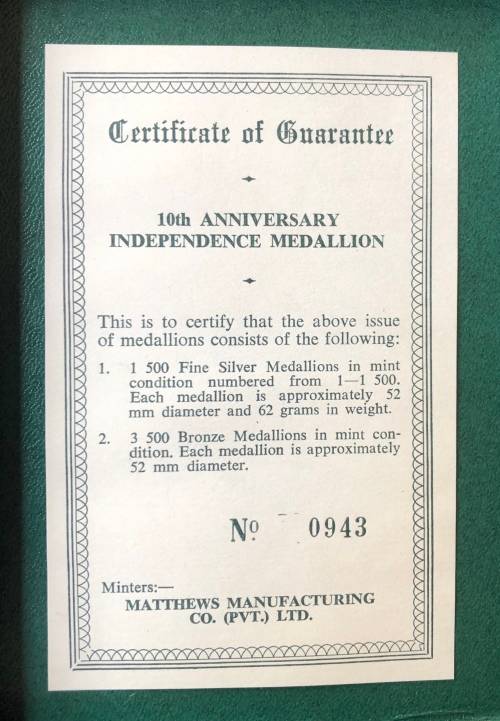 Certificate of Guarantee
10th ANNIVERSARY
INDEPENDENCE MEDALLION
This is to certify that the above issue
of medallions consists of the following:
1. 1 500 Fine Silver Medallions in mint
condition numbered from 1—1 500.
Each medallion is approximately 52
mm diameter and 62 grams in weight.
2. 3 500 Bronze Medallions in mint con-
dition. Each medallion is approximately
52 mm diameter.
Nº 0943
Minters:—
MATTHEWS MANUFACTURING
CO. (PVT.) LTD.